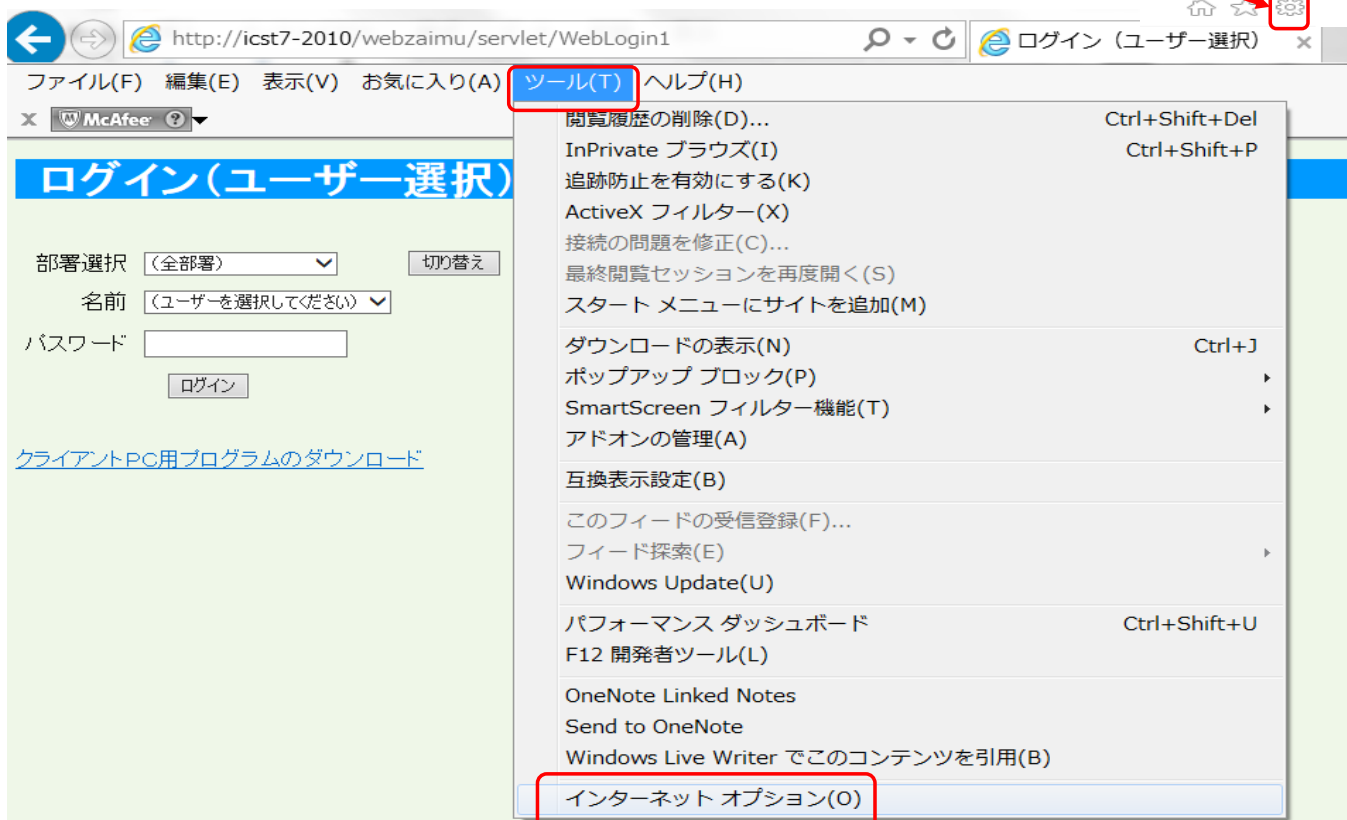 http://icst7-2010/webzaimu/servlet/WebLogin1 ログイン（ユーザー選択）
ファイル(F) 編集(E) 表示(V) お気に入り(A) ツール(T) ヘルプ(H)
x McAfee ?
閲覧履歴の削除(D)... Ctrl+Shift+Del
InPrivate ブラウズ(I) Ctrl+Shift+P
追跡防止を有効にする(K)
ActiveX フィルター(X)
接続の問題を修正(C)...
最終閲覧セッションを再度開く(S)
スタート メニューにサイトを追加(M)
ダウンロードの表示(N) Ctrl+J
ポップアップ ブロック(P)
SmartScreen フィルター機能(T)
アドオンの管理(A)
互換表示設定(B)
このフィードの受信登録(F)...
フィード探索(E)
Windows Update(U)
パフォーマンス ダッシュボード Ctrl+Shift+U
F12 開発者ツール(L)
OneNote Linked Notes
Send to OneNote
Windows Live Writer でこのコンテンツを引用(B)
インターネット オプション(O)
ログイン(ユーザー選択)
部署選択 （全部署） 切り替え
名前 （ユーザーを選択してください）
パスワード
ログイン
クライアントPC用プログラムのダウンロード